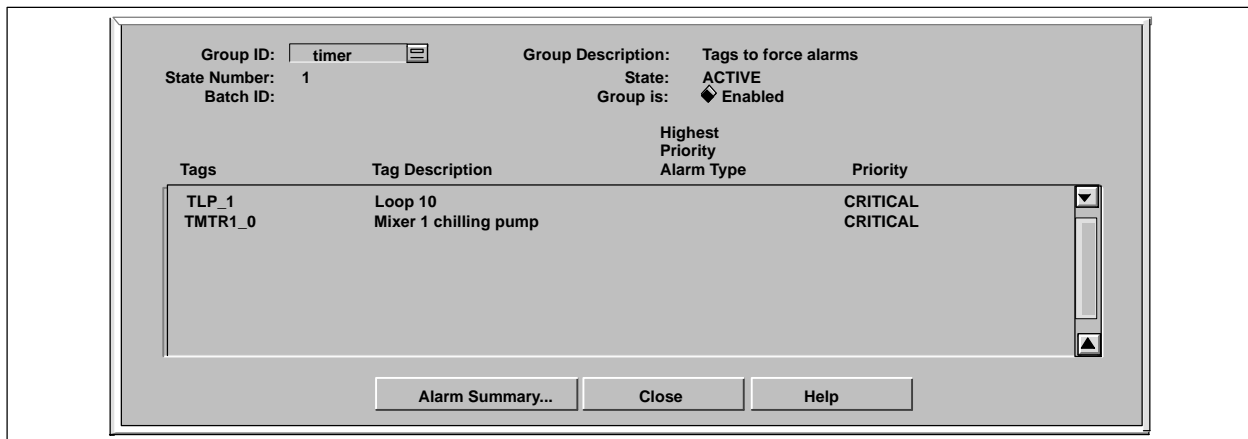 Group ID: timer Group Description: Tags to force alarms
State Number: 1 State: ACTIVE
Batch ID: Group is: Enabled
Highest
Priority
Tags Tag Description Alarm Type Priority
TLP_1 Loop 10 CRITICAL
TMTR1_0 Mixer 1 chilling pump CRITICAL
Alarm Summary... Close Help